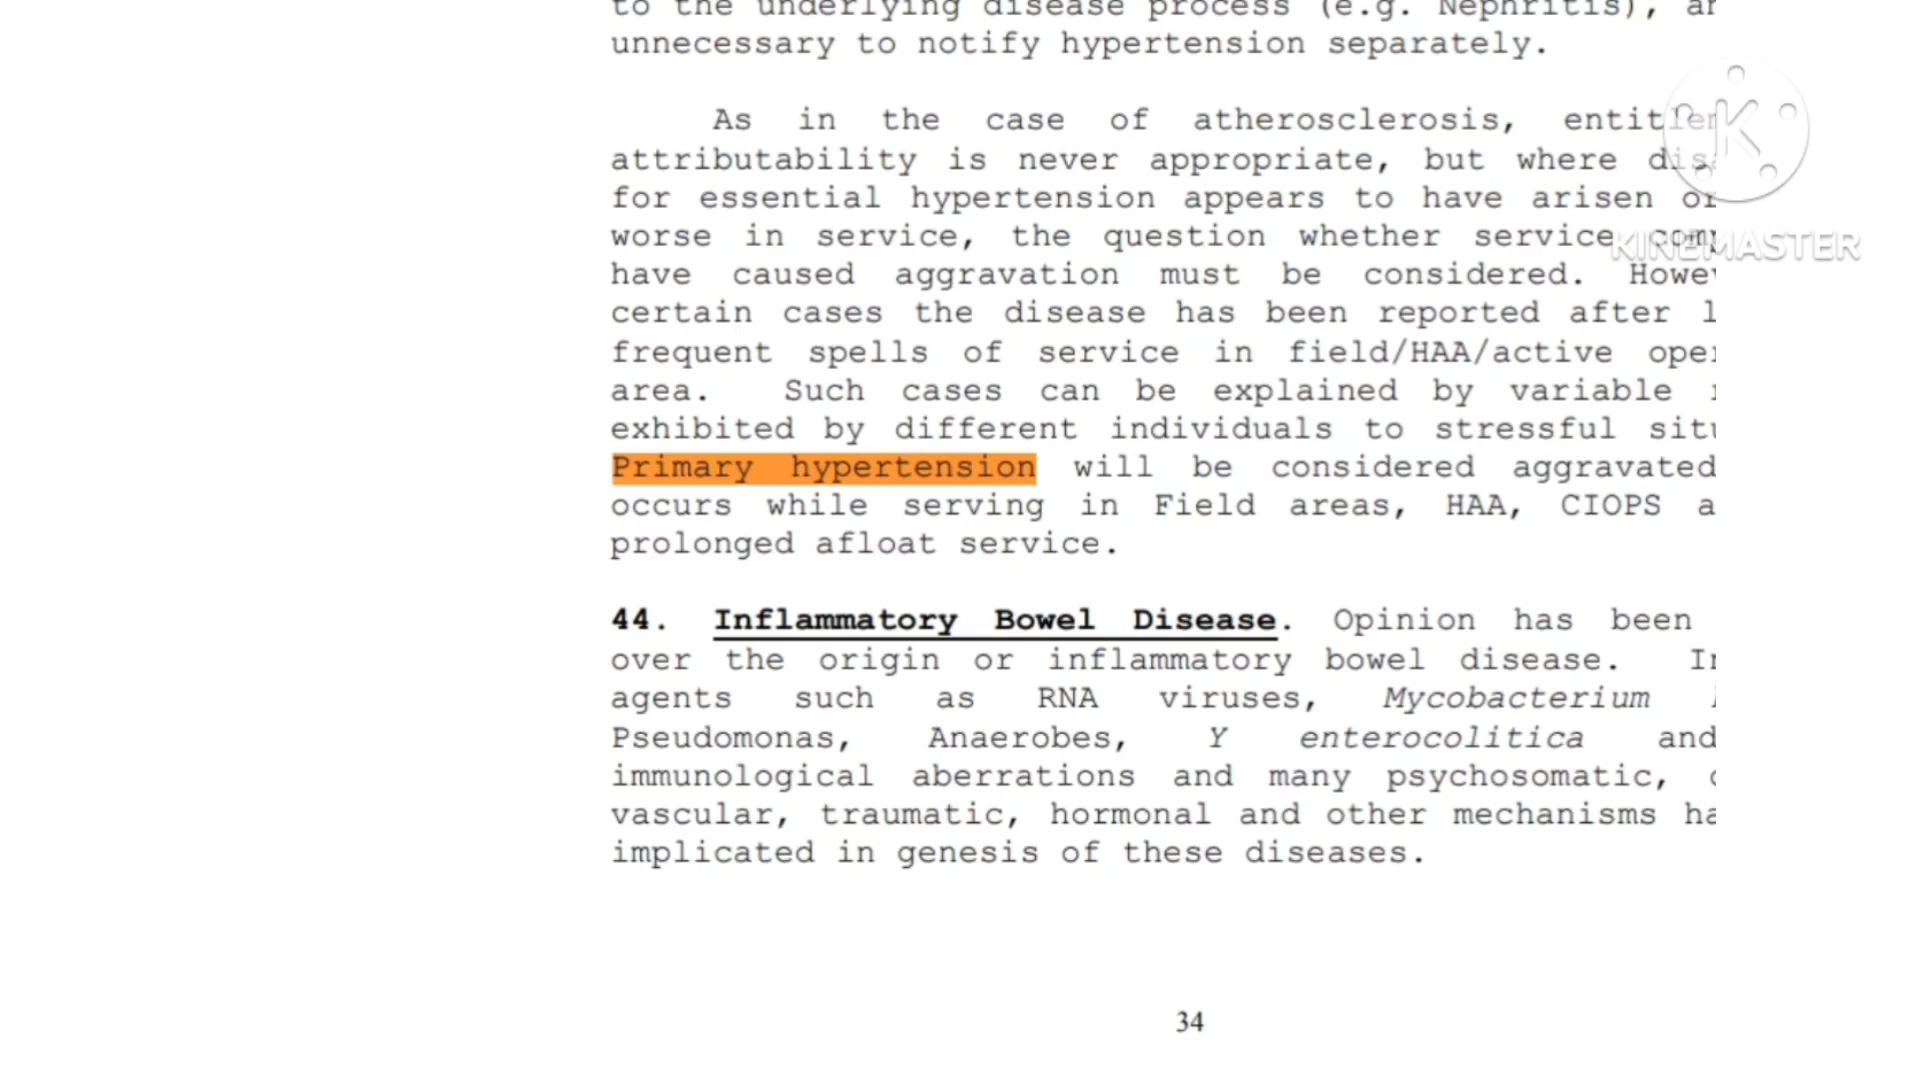 to the underlying disease process (e.g. Nephritis),
unnecessary to notify hypertension separately.
As in the case of atherosclerosis,
attributability is never appropriate, but where
for essential hypertension appears to have arisen
worse in service, the question whether service
have caused aggravation must be considered.
certain cases the disease has been reported after
frequent spells of service in field/HAA/active
area. Such cases can be explained by variable
exhibited by different individuals to stressful
Primary hypertension will be considered aggravated
occurs while serving in Field areas, HAA, CIOPS
prolonged afloat service.
44. Inflammatory Bowel Disease. Opinion has been
over the origin or inflammatory bowel disease.
agents such as RNA viruses, Mycobacterium
Pseudomonas, Anaerobes, Y enterocolitica and
immunological aberrations and many psychosomatic,
vascular, traumatic, hormonal and other mechanisms
implicated in genesis of these diseases.
34
K
KINEMASTER